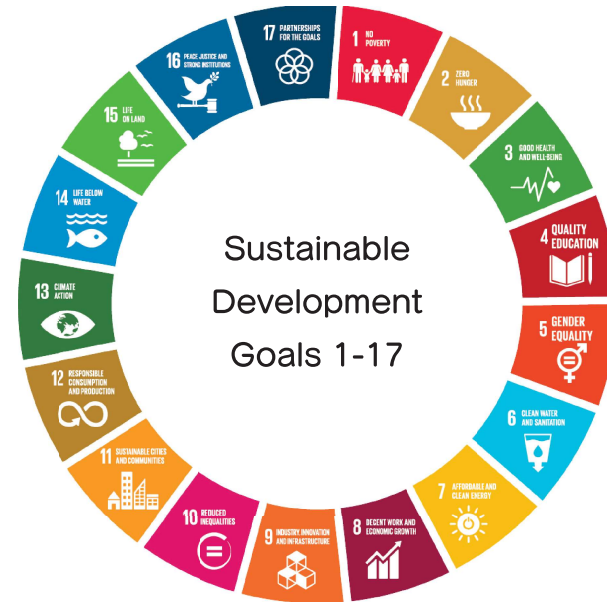 Sustainable
Development
Goals 1-17
1 NO
POVERTY
2 ZERO
HUNGER
3 GOOD HEALTH
AND WELL-BEING
4 QUALITY
EDUCATION
5 GENDER
EQUALITY
6 CLEAN WATER
AND SANITATION
7 AFFORDABLE AND
CLEAN ENERGY
8 DECENT WORK AND
ECONOMIC GROWTH
9 INDUSTRY, INNOVATION
AND INFRASTRUCTURE
10 REDUCED
INEQUALITIES
11 SUSTAINABLE CITIES
AND COMMUNITIES
12 RESPONSIBLE
CONSUMPTION
AND PRODUCTION
13 CLIMATE
ACTION
14 LIFE BELOW
WATER
15 LIFE
ON LAND
16 PEACE JUSTICE AND
STRONG INSTITUTIONS
17 PARTNERSHIPS
FOR THE GOALS